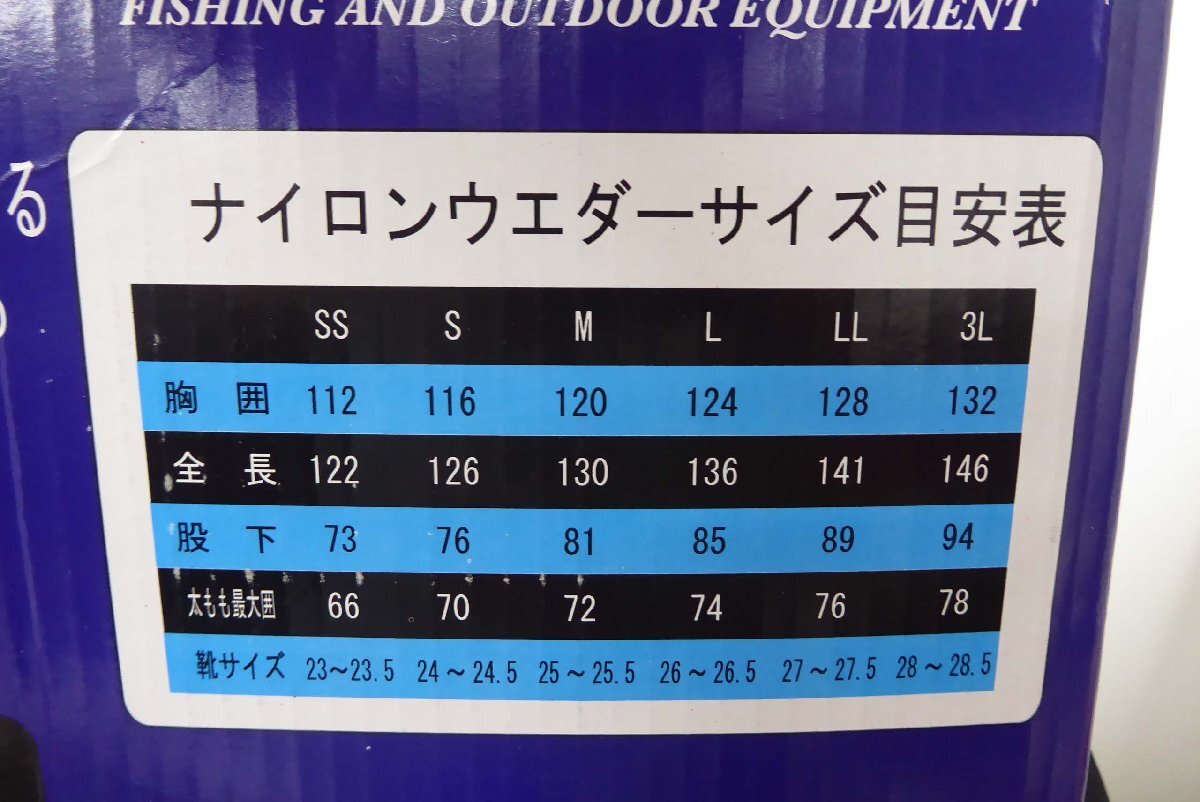 FISHING AND OUTDOOR EQUIPMENT
る
ナイロンウエダーサイズ目安表
SS S M L LL 3L
胸囲 112 116 120 124 128 132
全長 122 126 130 136 141 146
股下 73 76 81 85 89 94
太もも最大囲 66 70 72 74 76 78
靴サイズ 23～23.5 24～24.5 25～25.5 26～26.5 27～27.5 28～28.5